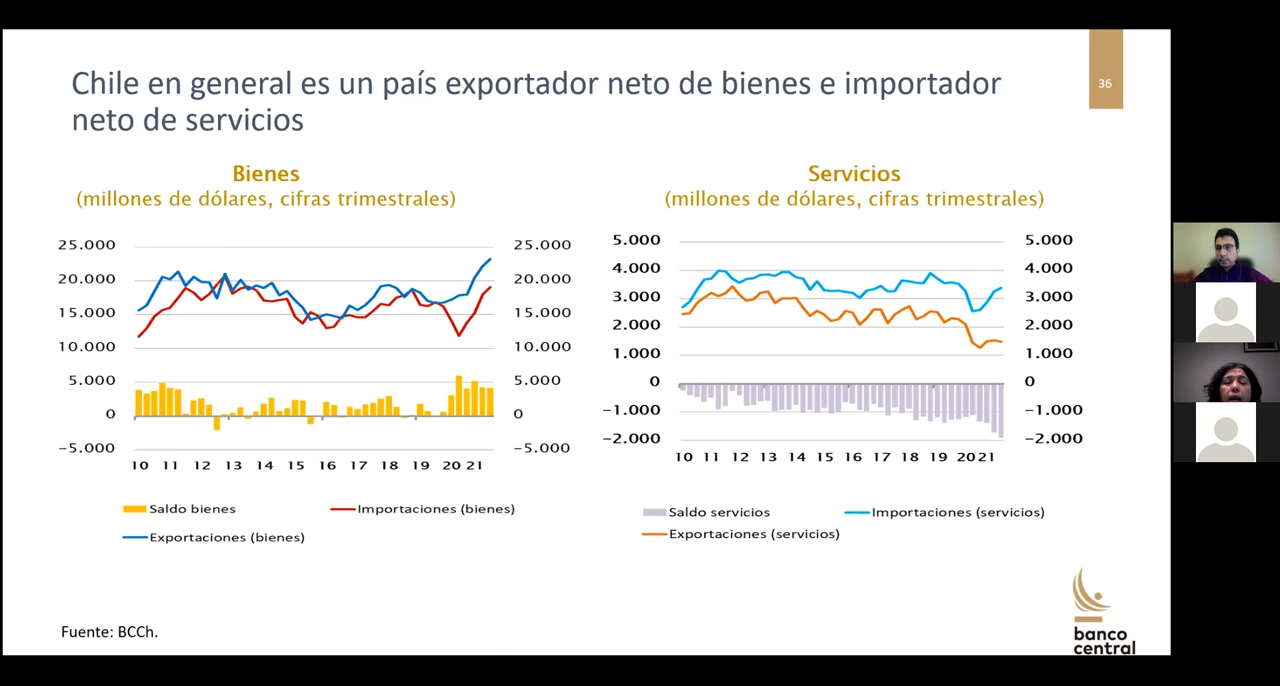 Chile en general es un país exportador neto de bienes e importador
neto de servicios
36
Bienes
(millones de dólares, cifras trimestrales)
25.000
20.000
15.000
10.000
5.000
0
−5.000
25.000
20.000
15.000
10.000
5.000
0
−5.000
10 11 12 13 14 15 16 17 18 19 20 21
Saldo bienes
Importaciones (bienes)
Exportaciones (bienes)
Servicios
(millones de dólares, cifras trimestrales)
5.000
4.000
3.000
2.000
1.000
0
−1.000
−2.000
5.000
4.000
3.000
2.000
1.000
0
−1.000
−2.000
10 11 12 13 14 15 16 17 18 19 20 21
Saldo servicios
Importaciones (servicios)
Exportaciones (servicios)
Fuente: BCCh.
banco
central